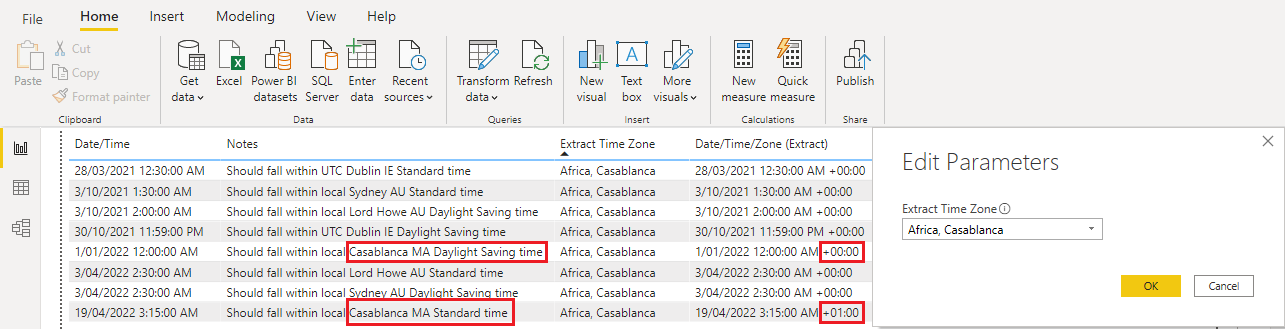 File Home Insert Modeling View Help
Paste Cut Copy Format painter
Clipboard
Get data Excel Power BI datasets SQL Server Enter data Recent sources
Data
Transform data Refresh
Queries
New visual Text box More visuals
Insert
New measure Quick measure
Calculations
Publish
Share
Date/Time Notes Extract Time Zone Date/Time/Zone (Extract)
28/03/2021 12:30:00 AM Should fall within UTC Dublin IE Standard time Africa, Casablanca 28/03/2021 12:30:00 AM +00:00
3/10/2021 1:30:00 AM Should fall within local Sydney AU Standard time Africa, Casablanca 3/10/2021 1:30:00 AM +00:00
3/10/2021 2:00:00 AM Should fall within local Lord Howe AU Daylight Saving time Africa, Casablanca 3/10/2021 2:00:00 AM +00:00
30/10/2021 11:59:00 PM Should fall within UTC Dublin IE Daylight Saving time Africa, Casablanca 30/10/2021 11:59:00 PM +00:00
1/01/2022 12:00:00 AM Should fall within local Casablanca MA Daylight Saving time Africa, Casablanca 1/01/2022 12:00:00 AM +00:00
3/04/2022 2:30:00 AM Should fall within local Lord Howe AU Standard time Africa, Casablanca 3/04/2022 2:30:00 AM +00:00
3/04/2022 2:30:00 AM Should fall within local Sydney AU Daylight Saving time Africa, Casablanca 3/04/2022 2:30:00 AM +00:00
19/04/2022 3:15:00 AM Should fall within local Casablanca MA Standard time Africa, Casablanca 19/04/2022 3:15:00 AM +01:00
Edit Parameters
Extract Time Zone
Africa, Casablanca
OK Cancel